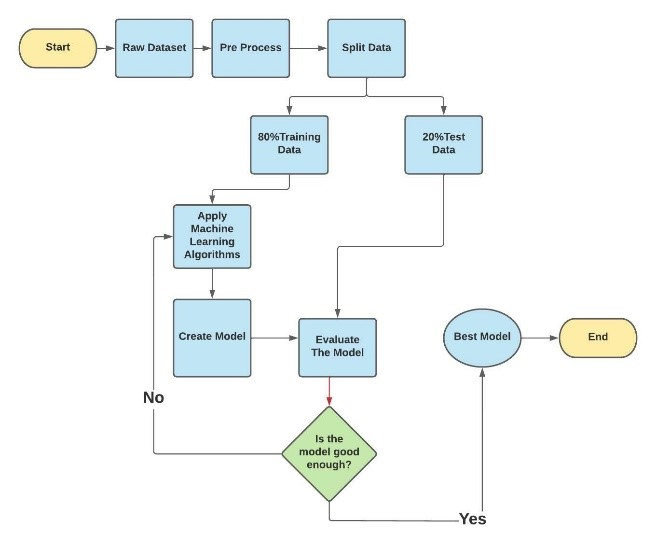 Start
Raw Dataset
Pre Process
Split Data
80%Training
Data
20%Test
Data
Apply
Machine
Learning
Algorithms
Create Model
Evaluate
The Model
Best Model
End
No
Is the
model good
enough?
Yes